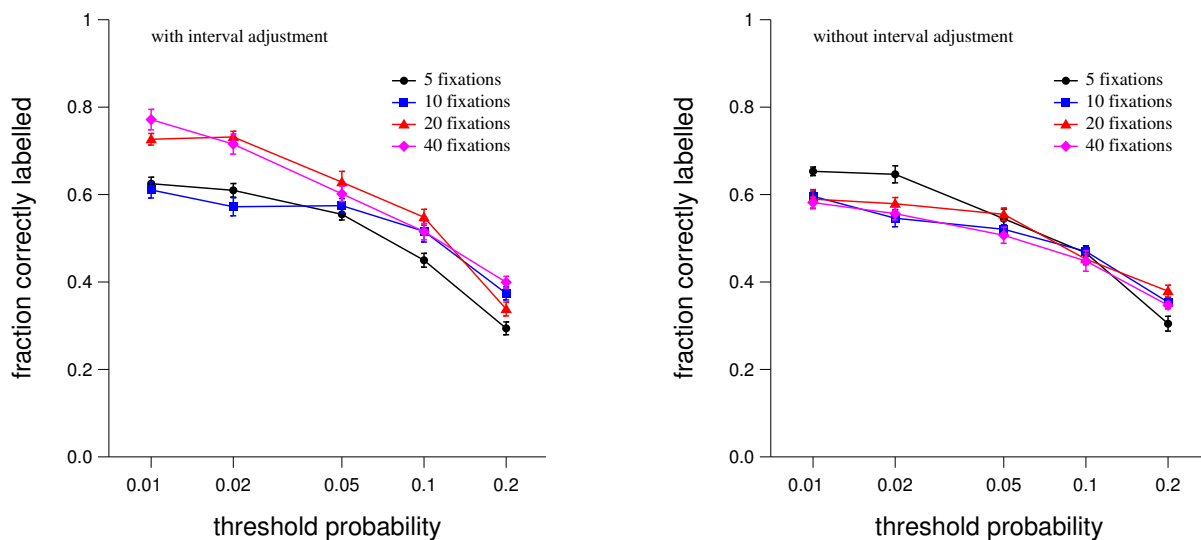 1
with interval adjustment
5 fixations
10 fixations
20 fixations
40 fixations
0.8
0.6
0.4
0.2
0.0
fraction correctly labelled
0.01 0.02 0.05 0.1 0.2
threshold probability
1
without interval adjustment
5 fixations
10 fixations
20 fixations
40 fixations
0.8
0.6
0.4
0.2
0.0
fraction correctly labelled
0.01 0.02 0.05 0.1 0.2
threshold probability